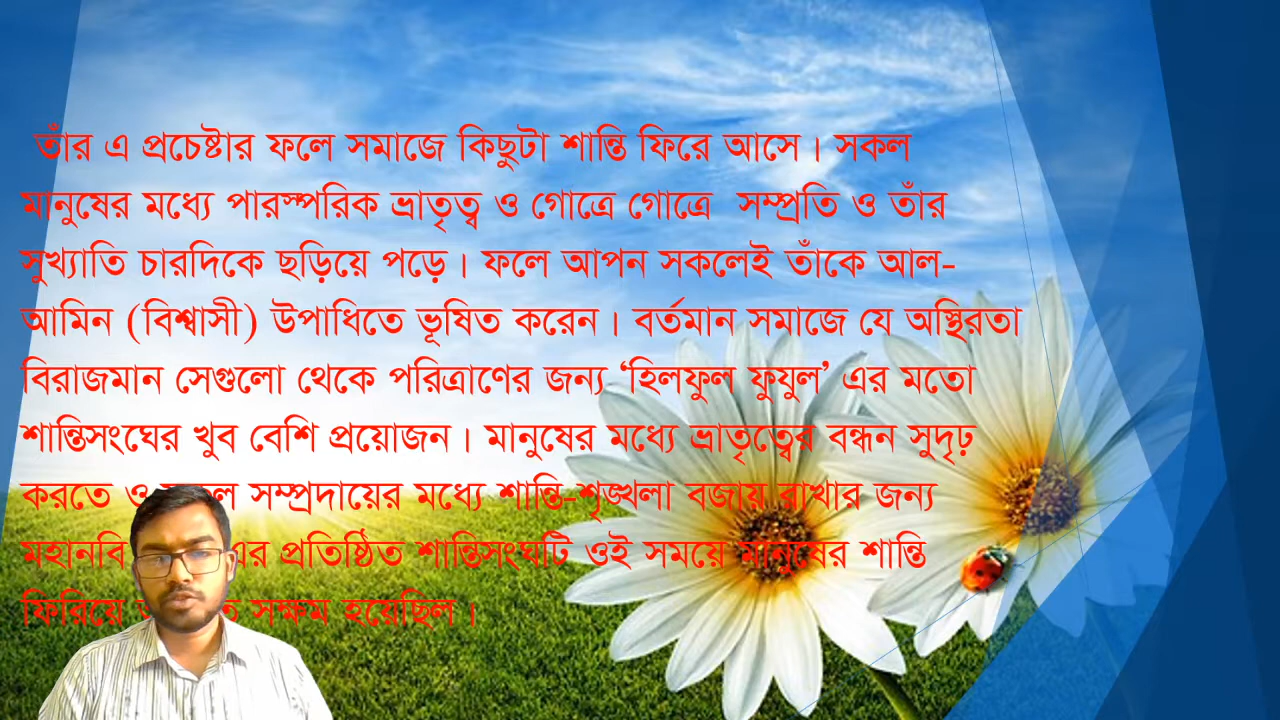 তাঁর এ প্রচেষ্টার ফলে সমাজে কিছুটা শান্তি ফিরে আসে। সকল
মানুষের মধ্যে পারস্পরিক ভ্রাতৃত্ব ও গোত্রে গোত্রে সম্প্রতি ও তাঁর
সুখ্যাতি চারদিকে ছড়িয়ে পড়ে। ফলে আপন সকলেই তাঁকে আল-
আমিন (বিশ্বাসী) উপাধিতে ভূষিত করেন। বর্তমান সমাজে যে অস্থিরতা
বিরাজমান সেগুলো থেকে পরিত্রাণের জন্য ‘হিলফুল ফুযুল’ এর মতো
শান্তিসংঘের খুব বেশি প্রয়োজন। মানুষের মধ্যে ভ্রাতৃত্বের বন্ধন সুদৃঢ়
করতে ও সম্প্রদায়ের মধ্যে শান্তি-শৃঙ্খলা বজায় রাখার জন্য
মহানবি এর প্রতিষ্ঠিত শান্তিসংঘটি ওই সময়ে মানুষের শান্তি
ফিরিয়ে সক্ষম হয়েছিল।